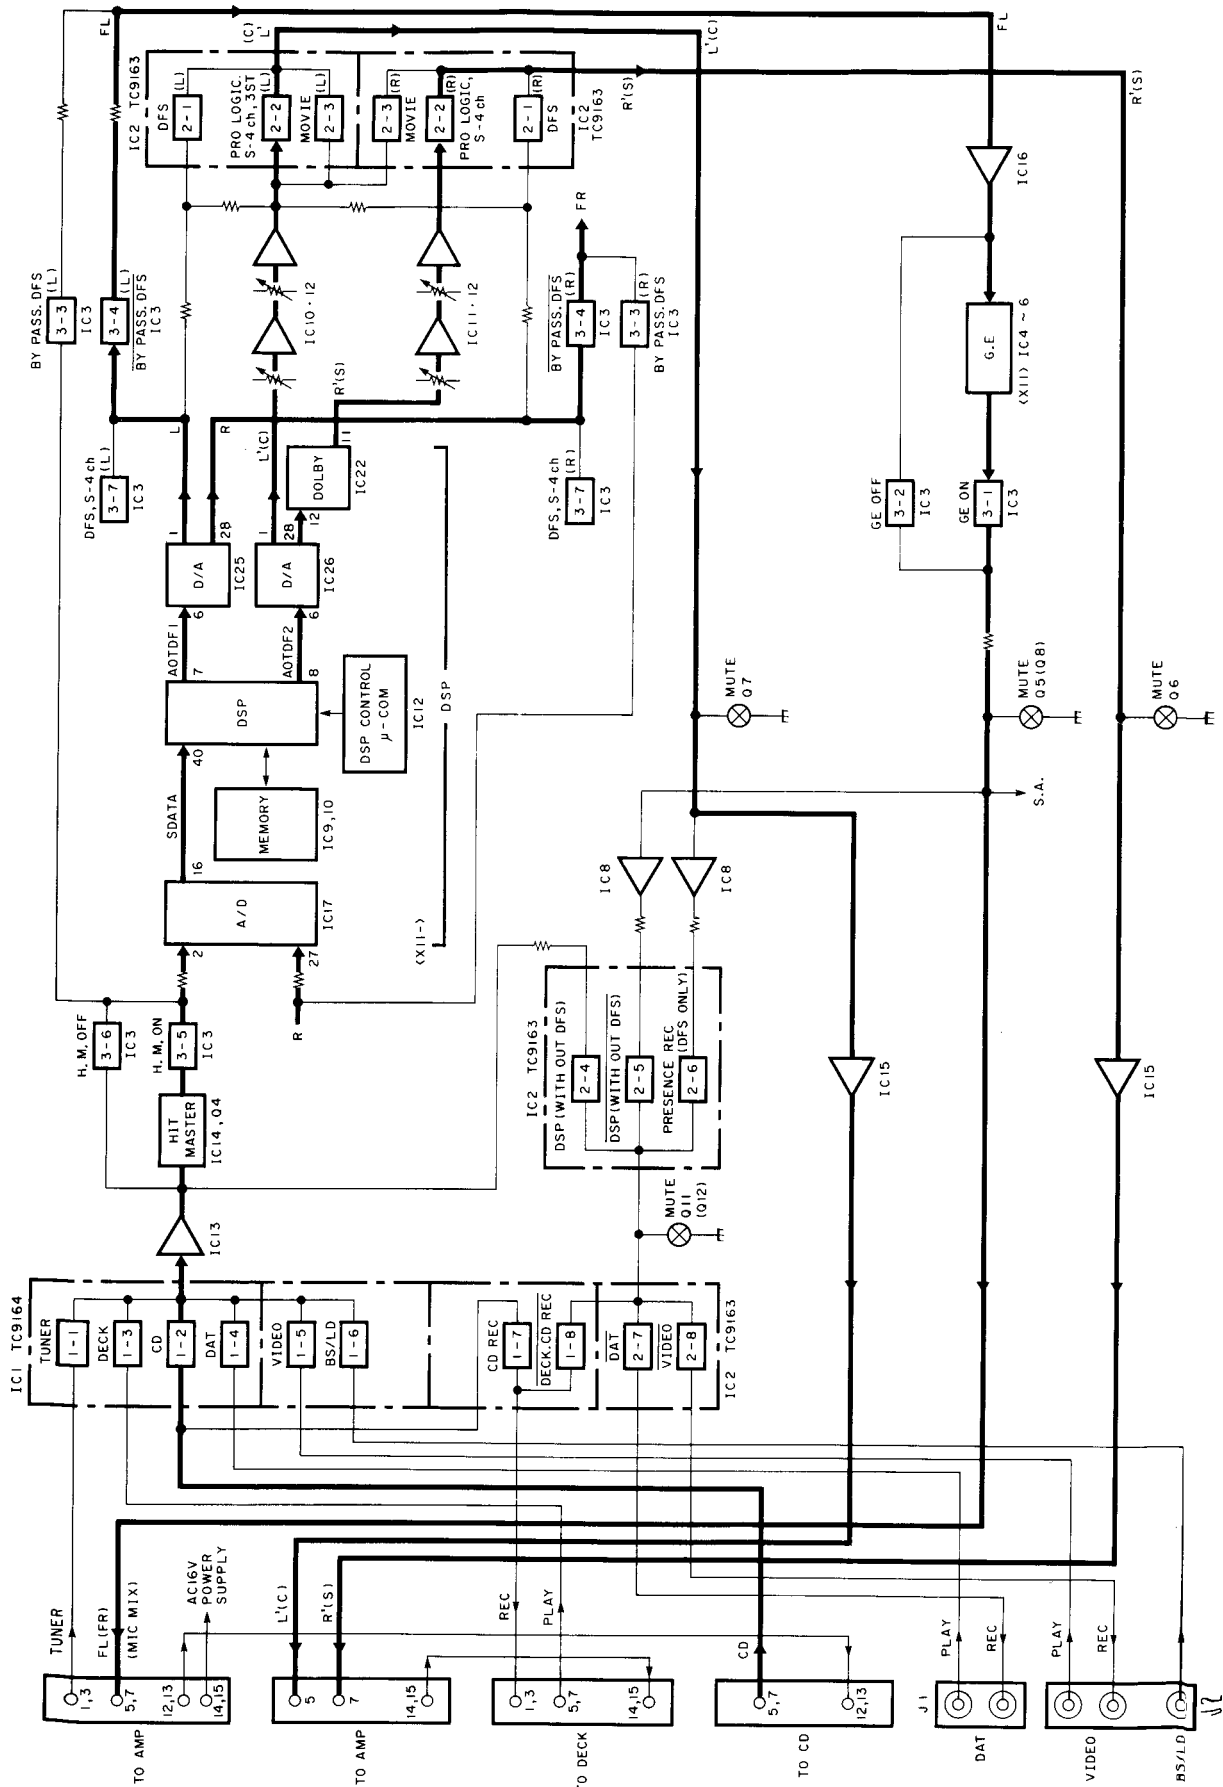 IC1 TC9164
TUNER
1-1
DECK
1-3
CD
1-2
DAT
1-4
VIDEO
1-5
BS/LD
1-6
CD REC
1-7
DECK.CD REC
1-8
DAT
2-7
VIDEO
2-8
IC2 TC9163
IC13
HIT
MASTER
IC14,Q4
H.M.OFF
3-6
IC3
H.M.ON
3-5
IC3
R
2
27
A/D
IC17
16
SDATA
40
MEMORY
IC9,10
DSP
7
8
AOTDF1
AOTDF2
DSP CONTROL
μ-COM
IC12
<X11->
DSP
6
D/A
IC25
1
28
6
D/A
IC26
1
28
12
DOLBY
IC22
11
L
R
L'(C)
R'(S)
DFS,S-4ch
3-7
(L)
IC3
DFS,S-4ch
3-7
(R)
IC3
BY PASS.DFS
3-3
(L)
IC3
3-4
(L)
BY PASS.DFS
IC3
BY PASS.DFS
3-4
(R)
IC3
3-3
(R)
BY PASS.DFS
IC3
FR
IC10·12
IC11·12
IC2 TC9163
DFS
2-1
(L)
PRO LOGIC.
S-4ch,3ST
2-2
(L)
MOVIE
2-3
(L)
2-3
(R)
MOVIE
2-2
(R)
PRO LOGIC,
S-4ch
2-1
(R)
DFS
IC2
TC9163
FL
(C)
L'
R'(S)
L'(C)
FL
R'(S)
IC16
G.E
<X11> IC4~6
GE OFF
3-2
IC3
GE ON
3-1
IC3
MUTE
Q7
MUTE
Q5(Q8)
MUTE
Q6
S.A.
IC8
IC8
IC2 TC9163
DSP(WITH OUT DFS)
2-4
DSP(WITH OUT DFS)
2-5
PRESENCE REC
(DFS ONLY)
2-6
MUTE
Q11
(Q12)
IC15
IC15
TUNER
FL(FR)
(MIC MIX)
AC16V
POWER
SUPPLY
1,3
5,7
12,13
14,15
TO AMP
L'(C)
R'(S)
5
7
14,15
TO AMP
REC
PLAY
1,3
5,7
14,15
TO DECK
CD
5,7
12,13
TO CD
J1
PLAY
REC
DAT
PLAY
REC
VIDEO
BS/LD
J2